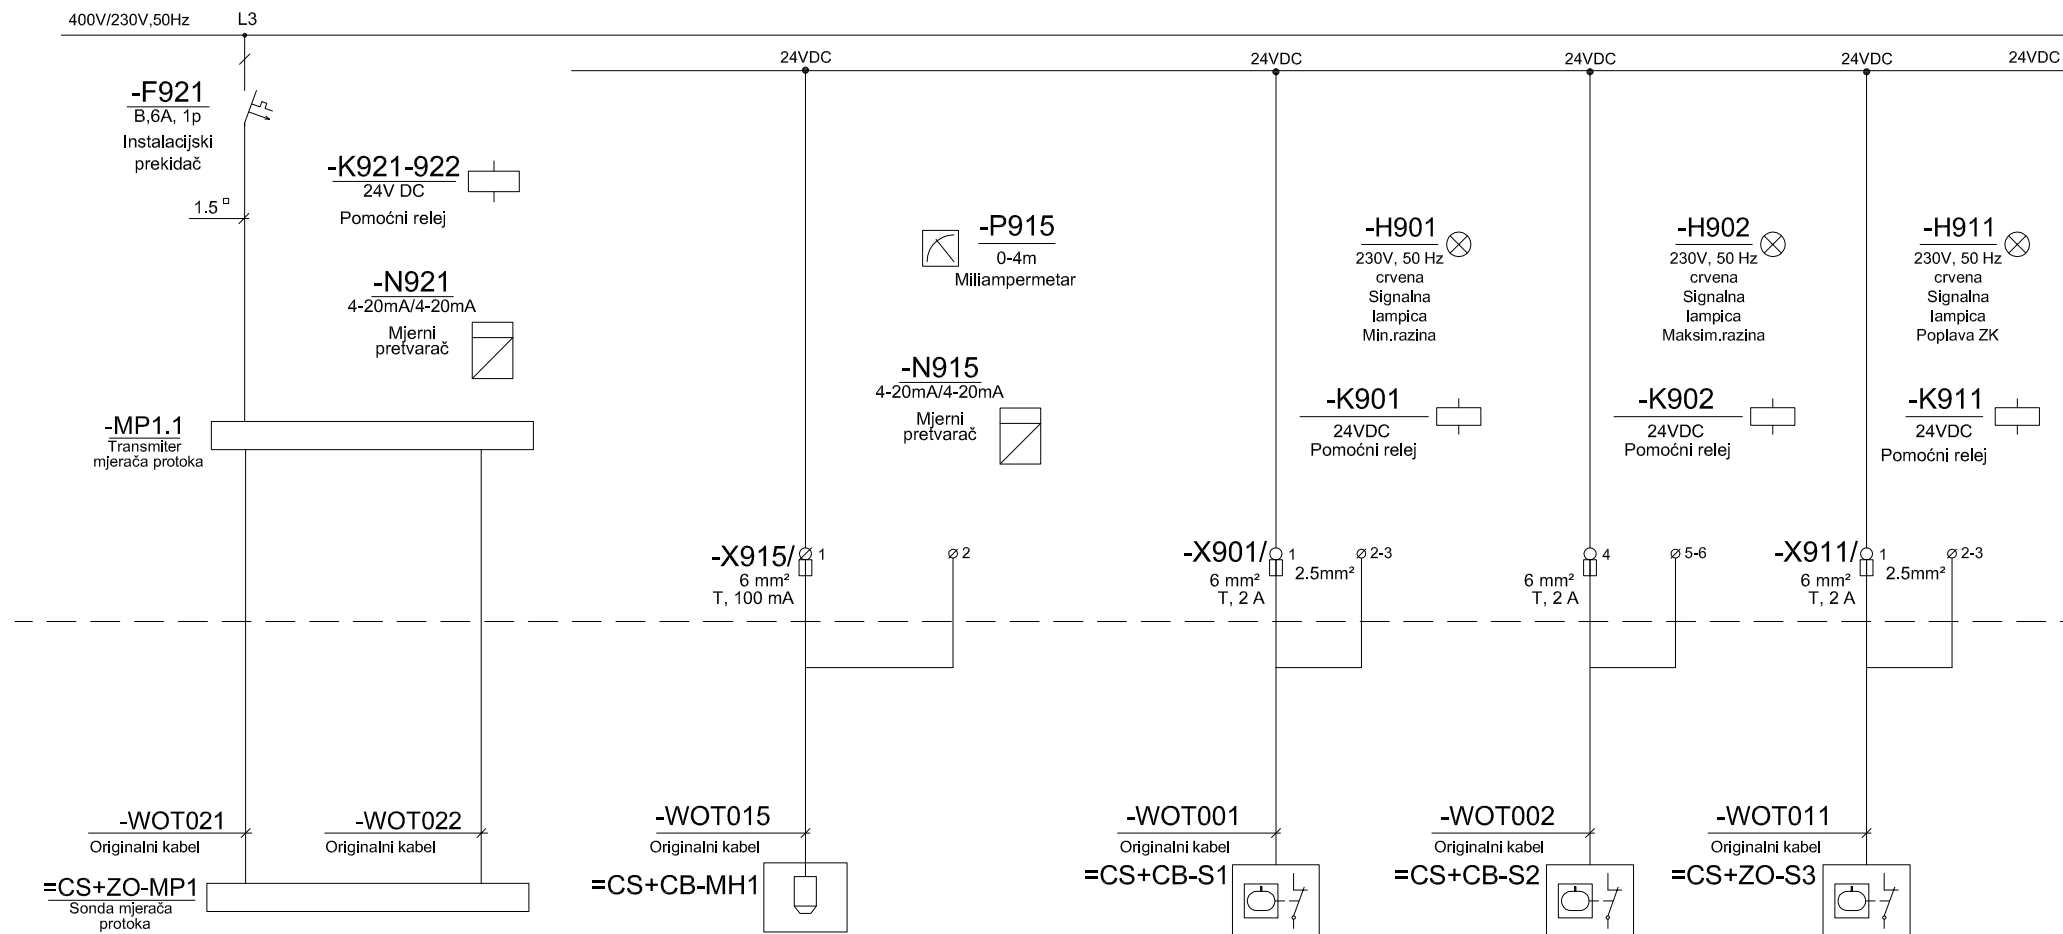 400V/230V,50Hz
L3
24VDC
24VDC
24VDC
24VDC
24VDC
-F921
B,6A, 1p
Instalacijski
prekidač
1.5
-K921-922
24V DC
Pomoćni relej
-N921
4-20mA/4-20mA
Mjerni
pretvarač
-MP1.1
Transmiter
mjerača protoka
-P915
0-4m
Miliampermetar
-N915
4-20mA/4-20mA
Mjerni
pretvarač
-H901
230V, 50 Hz
crvena
Signalna
lampica
Min.razina
-H902
230V, 50 Hz
crvena
Signalna
lampica
Maksim.razina
-H911
230V, 50 Hz
crvena
Signalna
lampica
Poplava ZK
-K901
24VDC
Pomoćni relej
-K902
24VDC
Pomoćni relej
-K911
24VDC
Pomoćni relej
-X915/ 1
6 mm²
T, 100 mA
2
-X901/ 1
6 mm²
T, 2 A
2.5mm²
2-3
4
6 mm²
T, 2 A
5-6
-X911/ 1
6 mm²
T, 2 A
2.5mm²
2-3
-WOT021
Originalni kabel
-WOT022
Originalni kabel
-WOT015
Originalni kabel
-WOT001
Originalni kabel
-WOT002
Originalni kabel
-WOT011
Originalni kabel
=CS+ZO-MP1
Sonda mjerača
protoka
=CS+CB-MH1
=CS+CB-S1
=CS+CB-S2
=CS+ZO-S3